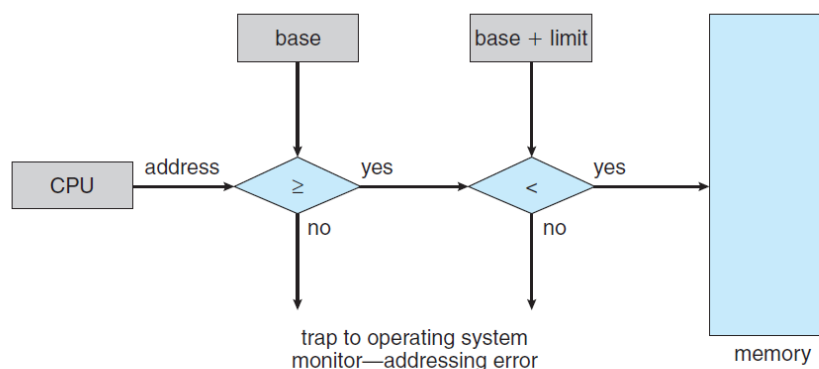 base
base + limit
CPU
address
≥
yes
<
yes
no
no
trap to operating system
monitor—addressing error
memory